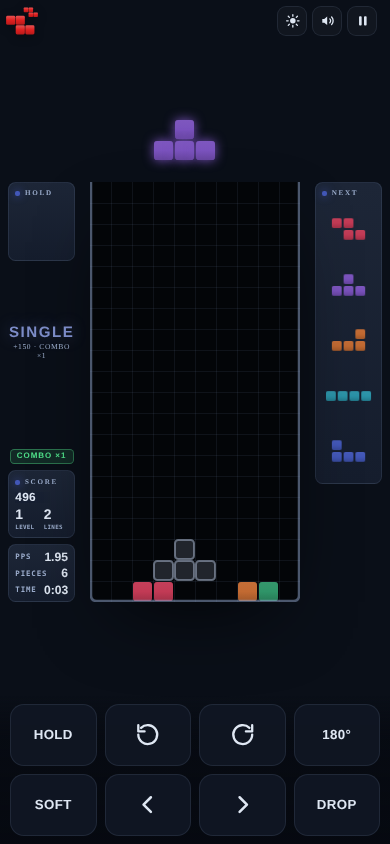 HOLD
NEXT
SINGLE
+150 · COMBO
×1
COMBO ×1
SCORE
496
1 2
LEVEL LINES
PPS 1.95
PIECES 6
TIME 0:03
HOLD 180°
SOFT DROP